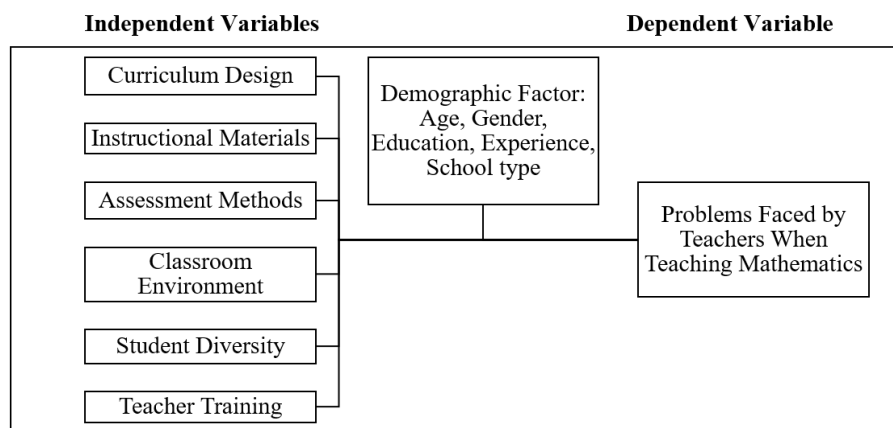 Independent Variables
Dependent Variable
Curriculum Design
Instructional Materials
Assessment Methods
Classroom
Environment
Student Diversity
Teacher Training
Demographic Factor:
Age, Gender,
Education, Experience,
School type
Problems Faced by
Teachers When
Teaching Mathematics